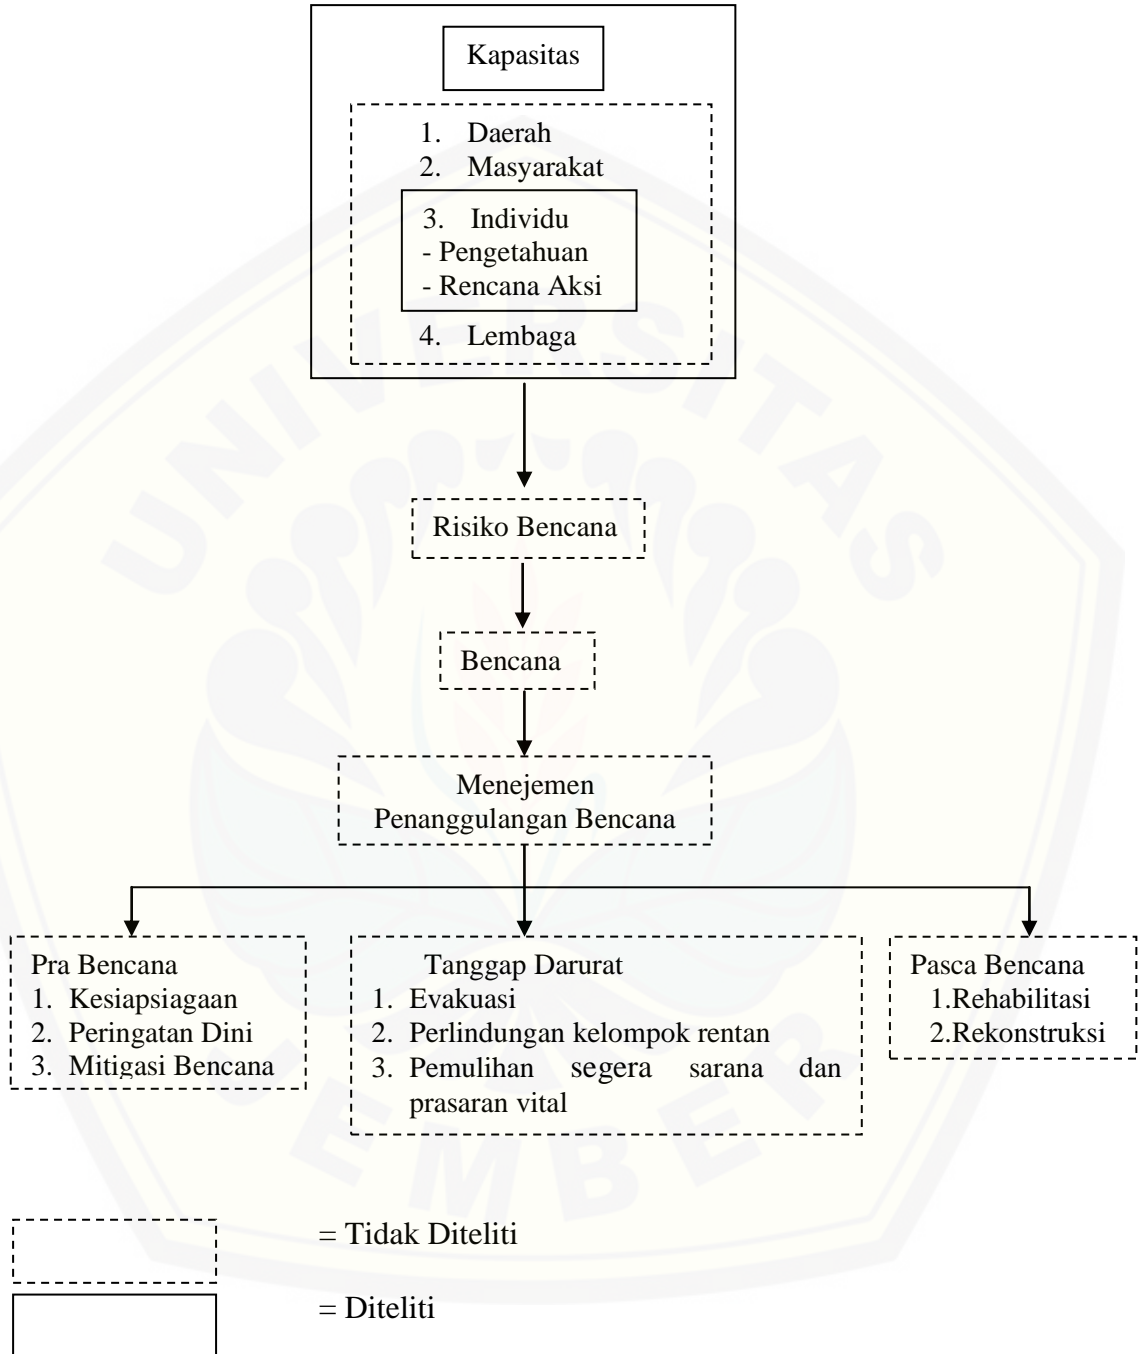 Kapasitas
1. Daerah
2. Masyarakat
3. Individu
- Pengetahuan
- Rencana Aksi
4. Lembaga
Risiko Bencana
Bencana
Menejemen
Penanggulangan Bencana
Pra Bencana
1. Kesiapsiagaan
2. Peringatan Dini
3. Mitigasi Bencana
Tanggap Darurat
1. Evakuasi
2. Perlindungan kelompok rentan
3. Pemulihan segera sarana dan
prasaran vital
Pasca Bencana
1.Rehabilitasi
2.Rekonstruksi
= Tidak Diteliti
= Diteliti
UNIVERSITAS
JEMBER